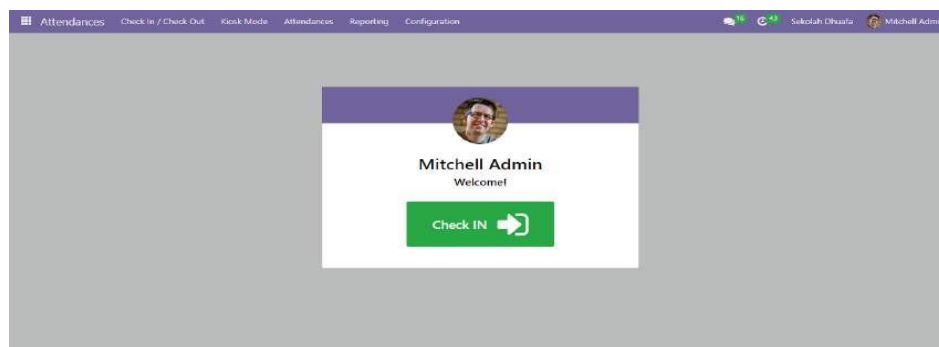 Attendances Check In / Check Out Kiosk Mode Attendances Reporting Configuration 16 43 Sekolah Dhuafa Mitchell Admi
Mitchell Admin
Welcome!
Check IN